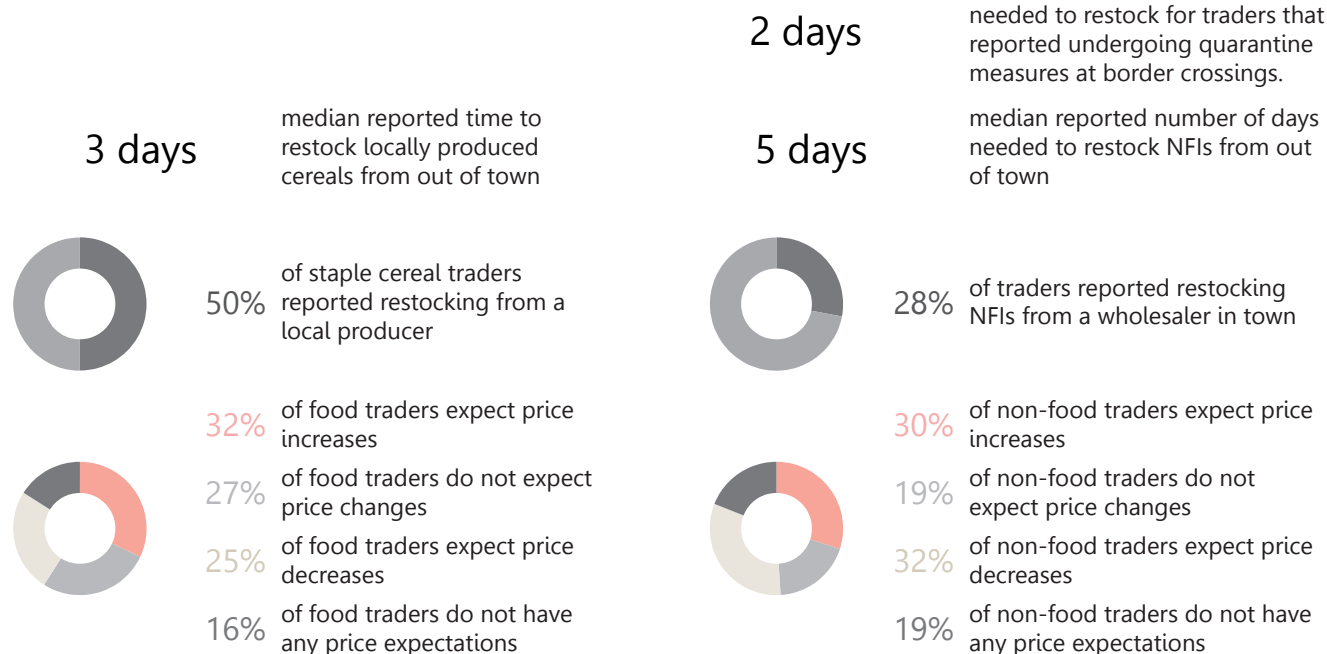 2 days
needed to restock for traders that
reported undergoing quarantine
measures at border crossings.
3 days
median reported time to
restock locally produced
cereals from out of town
5 days
median reported number of days
needed to restock NFIs from out
of town
50%
of staple cereal traders
reported restocking from a
local producer
28%
of traders reported restocking
NFIs from a wholesaler in town
32%
of food traders expect price
increases
27%
of food traders do not expect
price changes
25%
of food traders expect price
decreases
16%
of food traders do not have
any price expectations
30%
of non-food traders expect price
increases
19%
of non-food traders do not
expect price changes
32%
of non-food traders expect price
decreases
19%
of non-food traders do not have
any price expectations